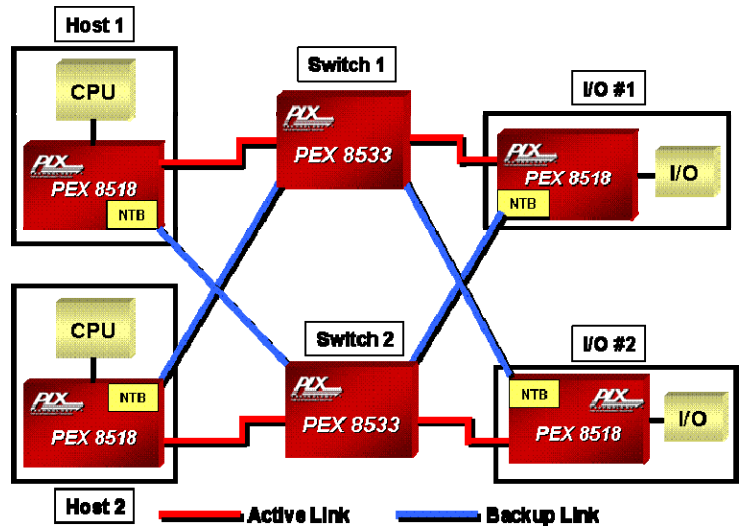 Host 1
CPU
PLX
PEX 8518
NTB
Switch 1
PLX
PEX 8533
I/O #1
PLX
PEX 8518
NTB
I/O
CPU
NTB
PLX
PEX 8518
Host 2
Switch 2
PLX
PEX 8533
I/O #2
NTB
PLX
PEX 8518
I/O
Active Link
Backup Link